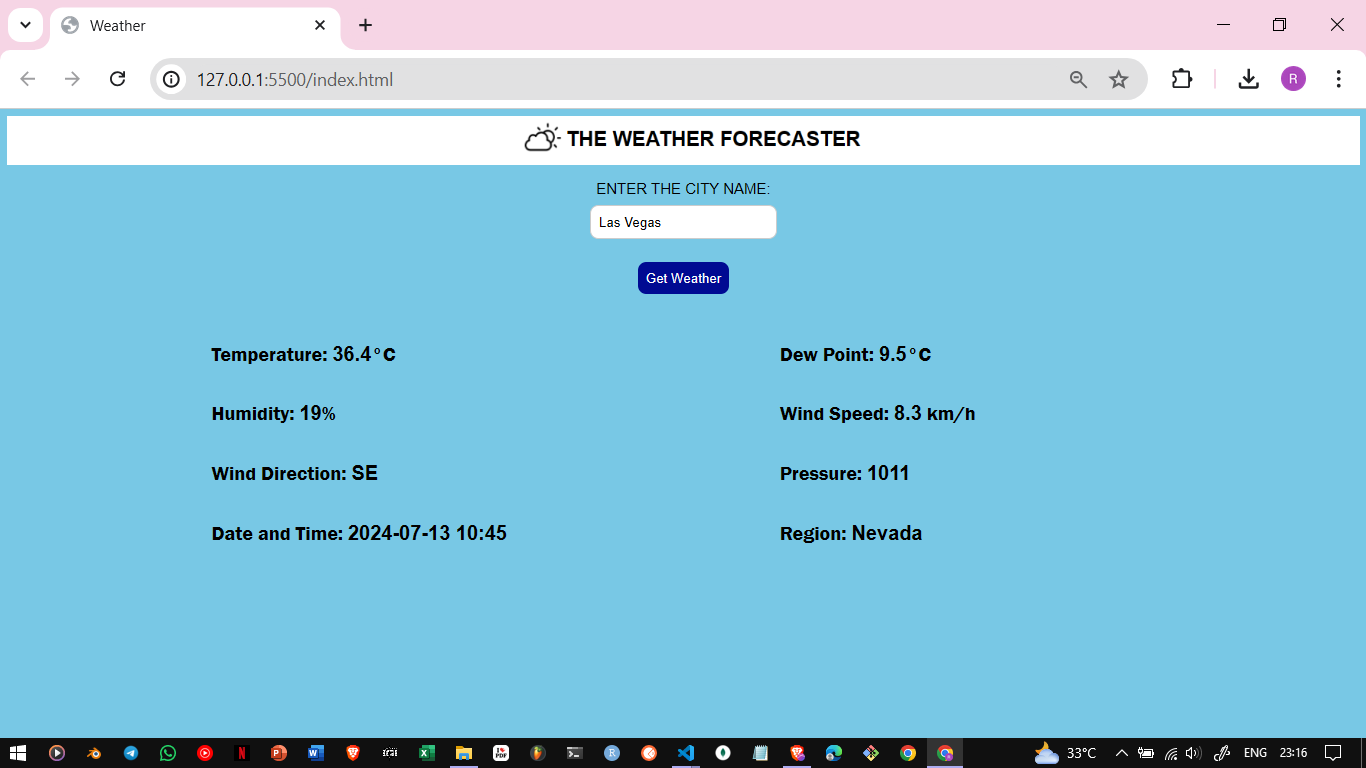 Weather
127.0.0.1:5500/index.html
R
THE WEATHER FORECASTER
ENTER THE CITY NAME:
Las Vegas
Get Weather
Temperature: 36.4°C
Dew Point: 9.5°C
Humidity: 19%
Wind Speed: 8.3 km/h
Wind Direction: SE
Pressure: 1011
Date and Time: 2024-07-13 10:45
Region: Nevada
33°C
ENG
23:16